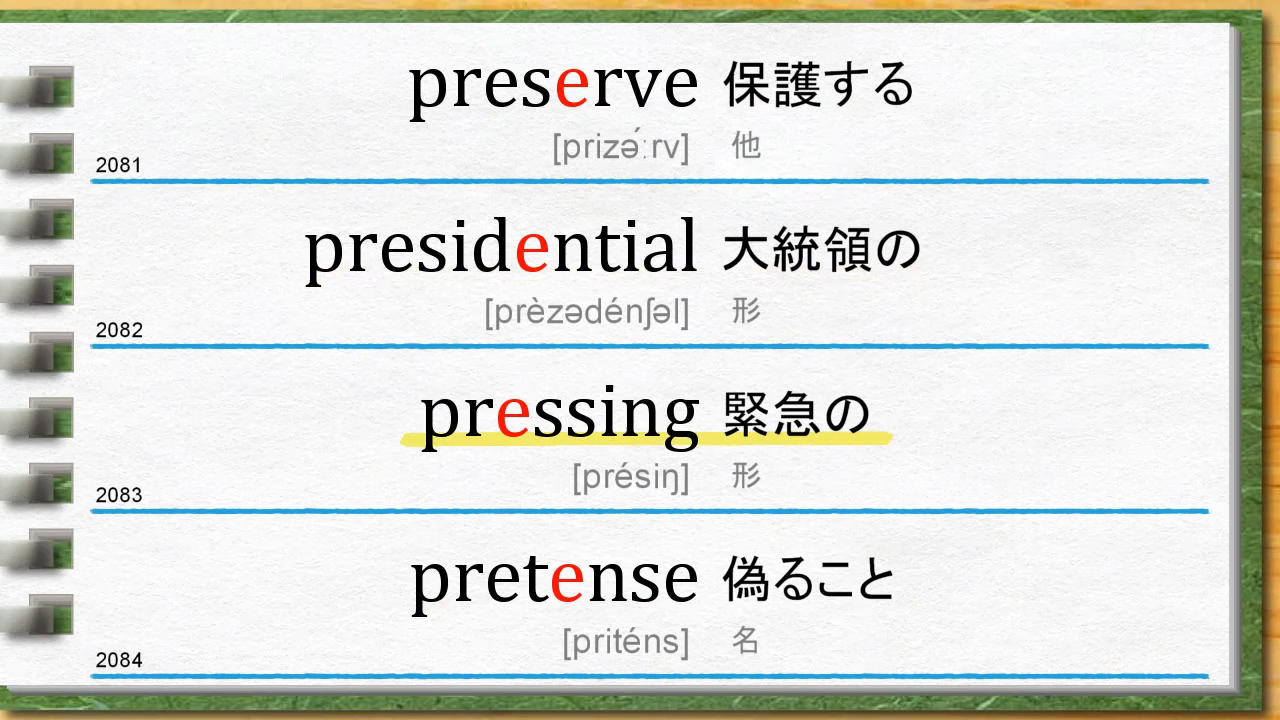 preserve 保護する
[prizə́ːrv] 他
2081
presidential 大統領の
[prèzədénʃəl] 形
2082
pressing 緊急の
[présiŋ] 形
2083
pretense 偽ること
[priténs] 名
2084